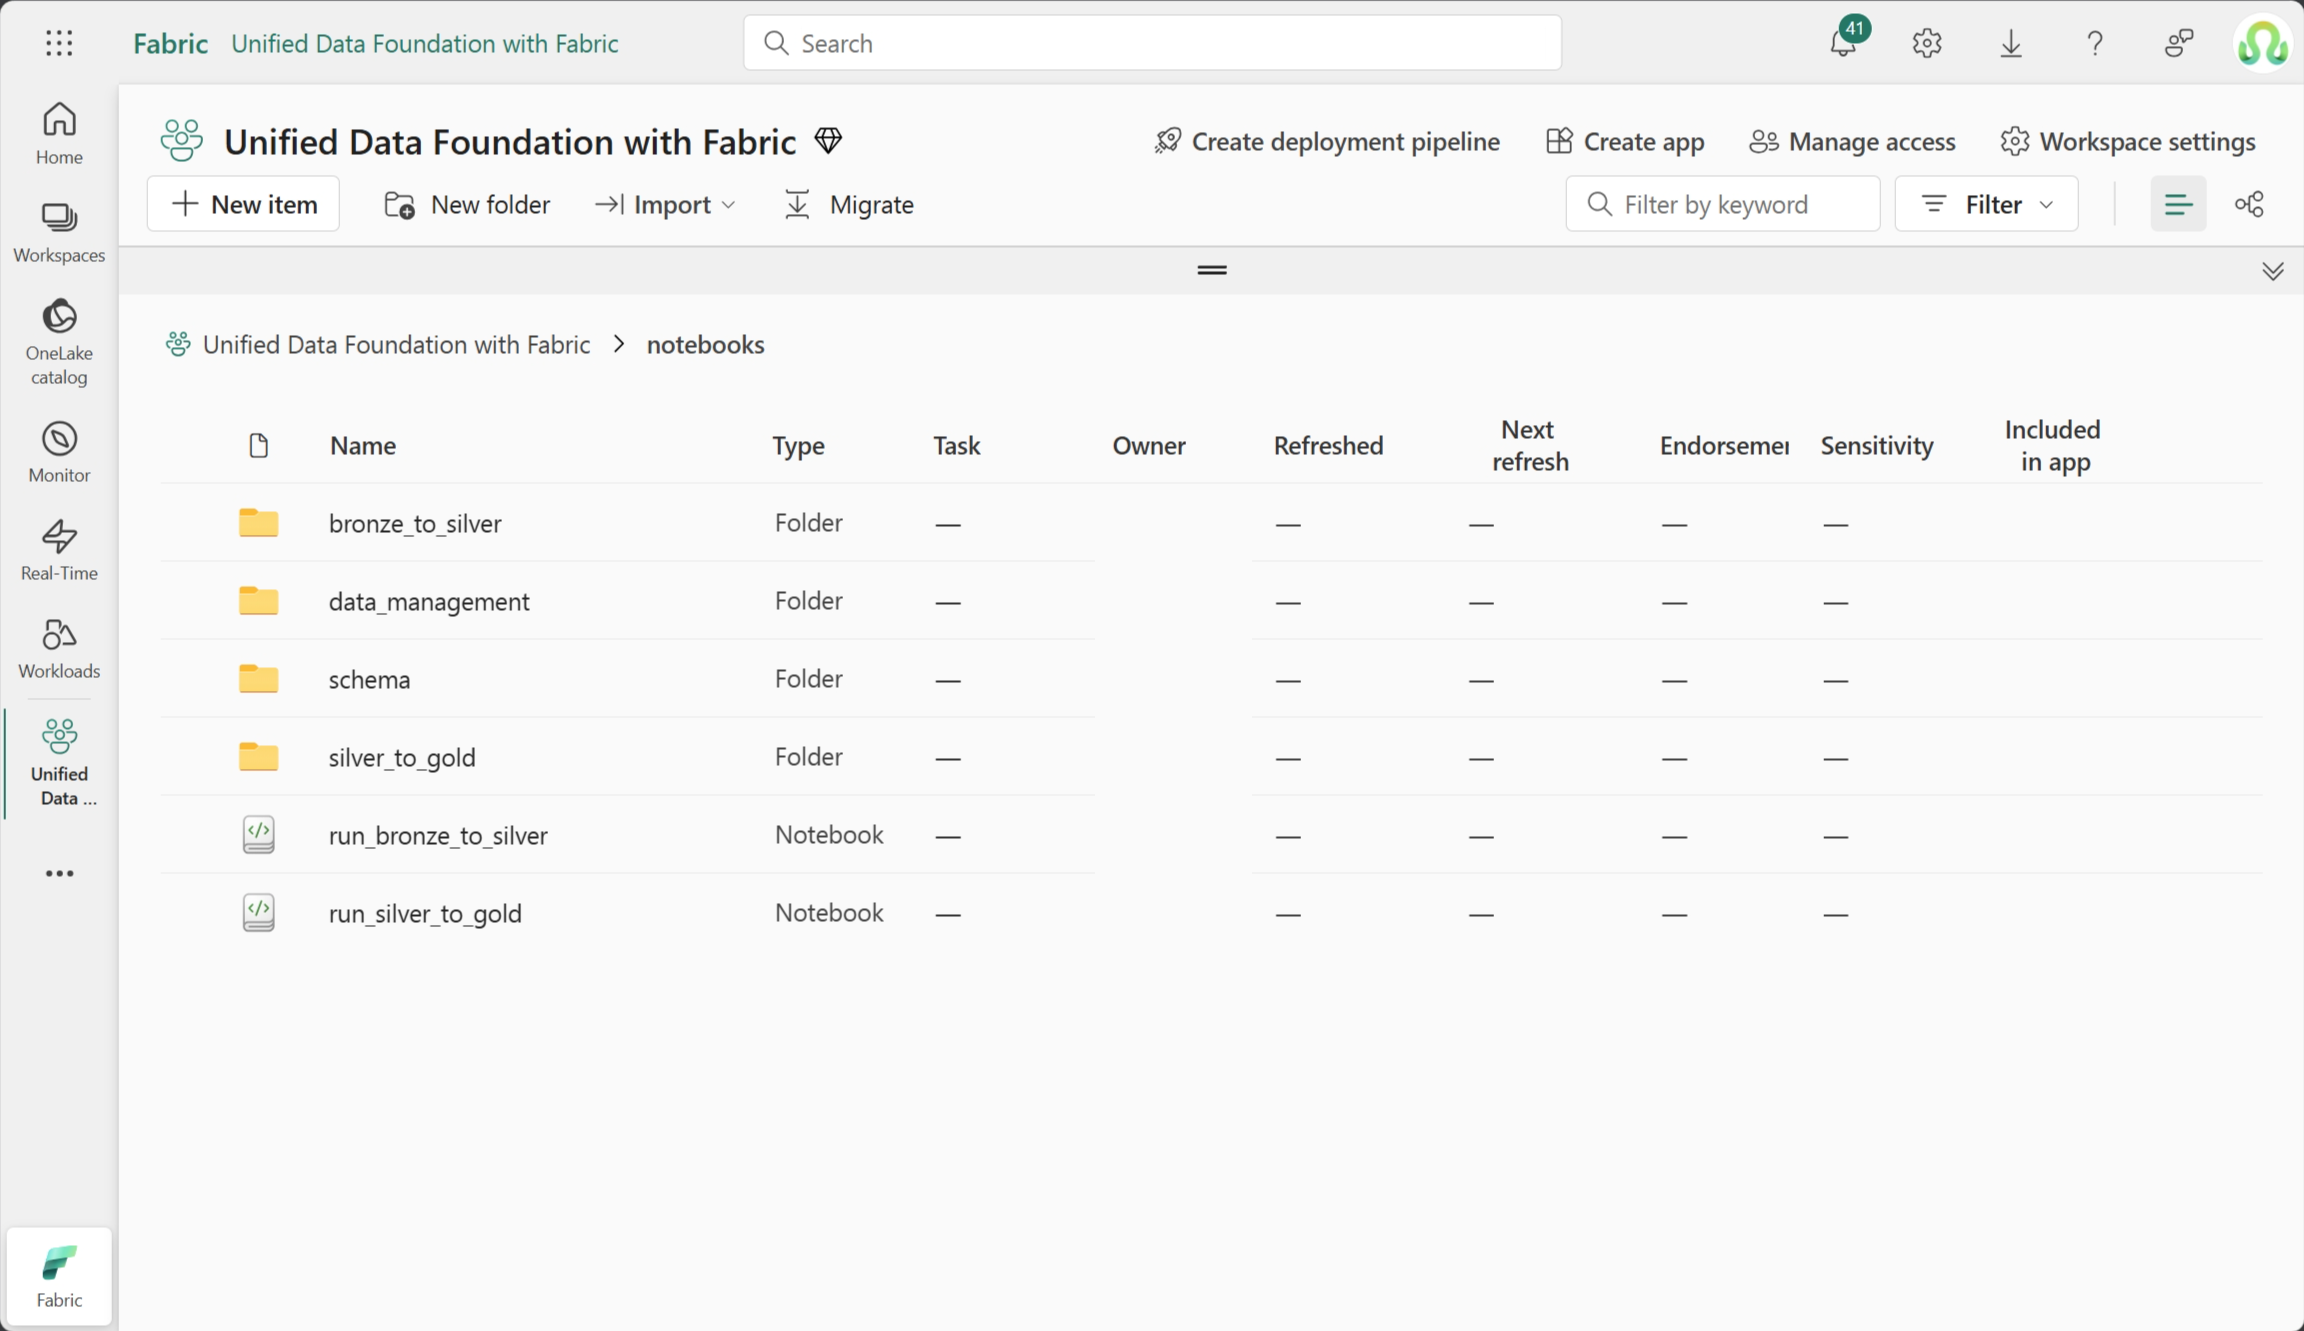 Fabric Unified Data Foundation with Fabric
Search
41
Home
Workspaces
OneLake
catalog
Monitor
Real-Time
Workloads
Unified
Data ...
Fabric
Unified Data Foundation with Fabric
Create deployment pipeline
Create app
Manage access
Workspace settings
New item
New folder
Import
Migrate
Filter by keyword
Filter
Unified Data Foundation with Fabric > notebooks
Name Type Task Owner Refreshed Next refresh Endorsemer Sensitivity Included in app
bronze_to_silver Folder — — — — —
data_management Folder — — — — —
schema Folder — — — — —
silver_to_gold Folder — — — — —
run_bronze_to_silver Notebook — — — — —
run_silver_to_gold Notebook — — — — —